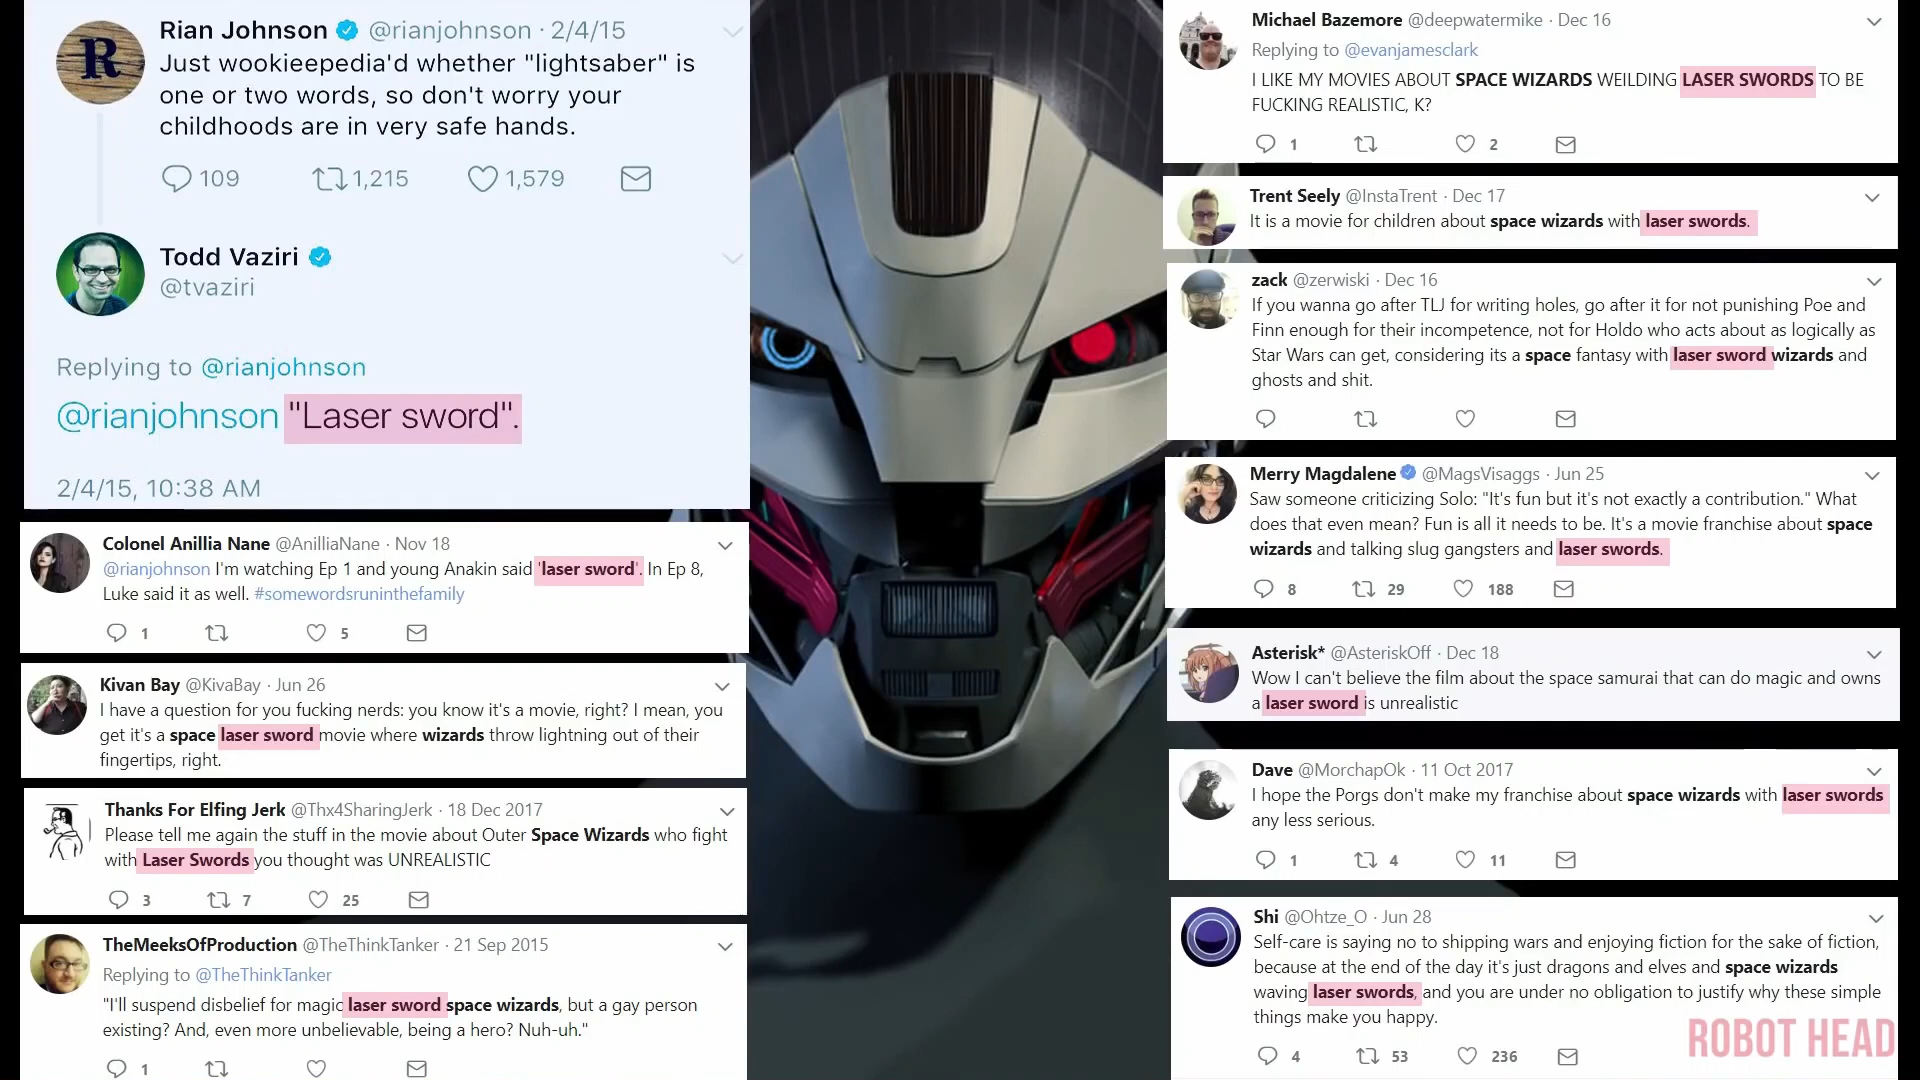 Rian Johnson @rianjohnson · 2/4/15
Just wookieepedia'd whether "lightsaber" is
one or two words, so don't worry your
childhoods are in very safe hands.
109 1,215 1,579
Todd Vaziri
@tvaziri
Replying to @rianjohnson
@rianjohnson "Laser sword".
2/4/15, 10:38 AM
Colonel Anillia Nane @AnilliaNane · Nov 18
@rianjohnson I'm watching Ep 1 and young Anakin said 'laser sword'. In Ep 8,
Luke said it as well. #somewordsruninthefamily
1 5
Kivan Bay @KivaBay · Jun 26
I have a question for you fucking nerds: you know it's a movie, right? I mean, you
get it's a space laser sword movie where wizards throw lightning out of their
fingertips, right.
Thanks For Elfing Jerk @Thx4SharingJerk · 18 Dec 2017
Please tell me again the stuff in the movie about Outer Space Wizards who fight
with Laser Swords you thought was UNREALISTIC
3 7 25
TheMeeksOfProduction @TheThinkTanker · 21 Sep 2015
Replying to @TheThinkTanker
"I'll suspend disbelief for magic laser sword space wizards, but a gay person
existing? And, even more unbelievable, being a hero? Nuh-uh."
1
Michael Bazemore @deepwatermike · Dec 16
Replying to @evanjamesclark
I LIKE MY MOVIES ABOUT SPACE WIZARDS WEILDING LASER SWORDS TO BE
FUCKING REALISTIC, K?
1 2
Trent Seely @InstaTrent · Dec 17
It is a movie for children about space wizards with laser swords.
zack @zerwiski · Dec 16
If you wanna go after TLJ for writing holes, go after it for not punishing Poe and
Finn enough for their incompetence, not for Holdo who acts about as logically as
Star Wars can get, considering its a space fantasy with laser sword wizards and
ghosts and shit.
Merry Magdalene @MagsVisaggs · Jun 25
Saw someone criticizing Solo: "It's fun but it's not exactly a contribution." What
does that even mean? Fun is all it needs to be. It's a movie franchise about space
wizards and talking slug gangsters and laser swords.
8 29 188
Asterisk* @AsteriskOff · Dec 18
Wow I can't believe the film about the space samurai that can do magic and owns
a laser sword is unrealistic
Dave @MorchapOk · 11 Oct 2017
I hope the Porgs don't make my franchise about space wizards with laser swords
any less serious.
1 4 11
Shi @Ohtze_O · Jun 28
Self-care is saying no to shipping wars and enjoying fiction for the sake of fiction,
because at the end of the day it's just dragons and elves and space wizards
waving laser swords, and you are under no obligation to justify why these simple
things make you happy.
4 53 236
ROBOT HEAD